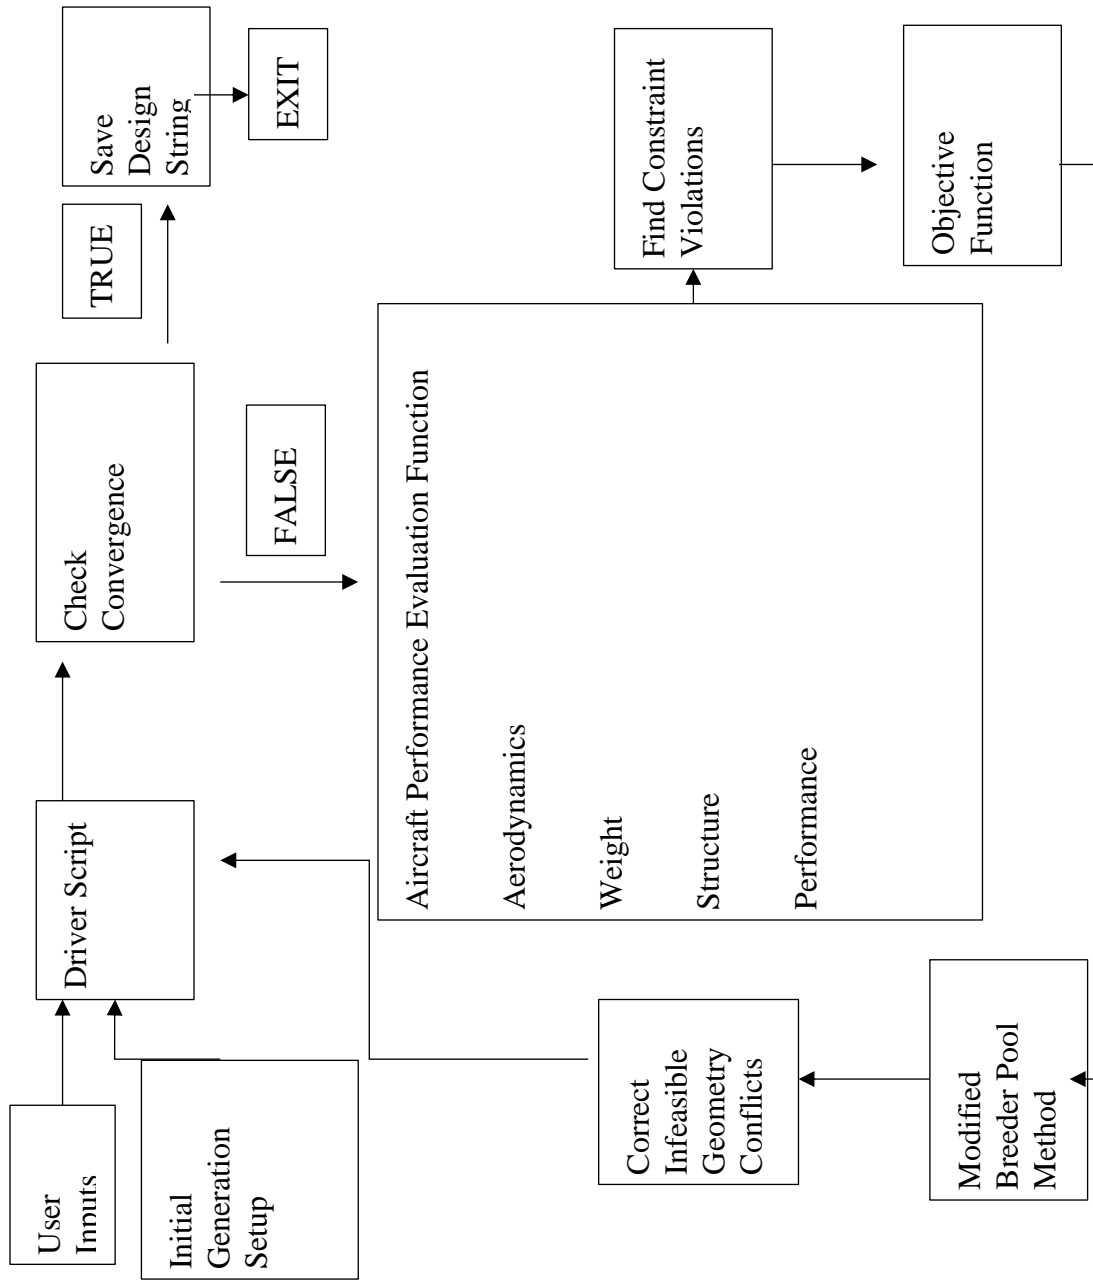 User
Inputs
Initial
Generation
Setup
Driver Script
Check
Convergence
TRUE
Save
Design
String
EXIT
FALSE
Aircraft Performance Evaluation Function
Aerodynamics
Weight
Structure
Performance
Find Constraint
Violations
Objective
Function
Modified
Breeder Pool
Method
Correct
Infeasible
Geometry
Conflicts